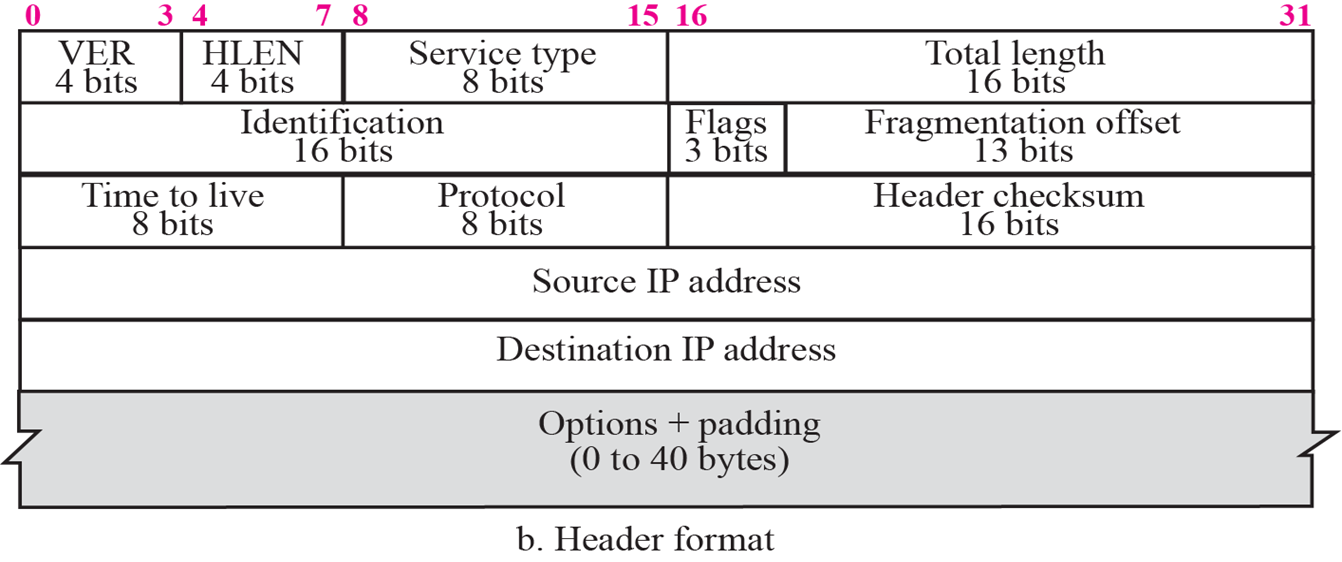 0 3 4 7 8 15 16 31
VER HLEN Service type Total length
4 bits 4 bits 8 bits 16 bits
Identification Flags Fragmentation offset
16 bits 3 bits 13 bits
Time to live Protocol Header checksum
8 bits 8 bits 16 bits
Source IP address
Destination IP address
Options + padding
(0 to 40 bytes)
b. Header format